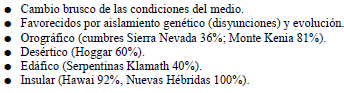 ● Cambio brusco de las condiciones del medio.
● Favorecidos por aislamiento genético (disyunciones) y evolución.
● Orográfico (cumbres Sierra Nevada 36%; Monte Kenia 81%).
● Desértico (Hoggar 60%).
● Edáfico (Serpentinas Klamath 40%).
● Insular (Hawai 92%, Nuevas Hébridas 100%).